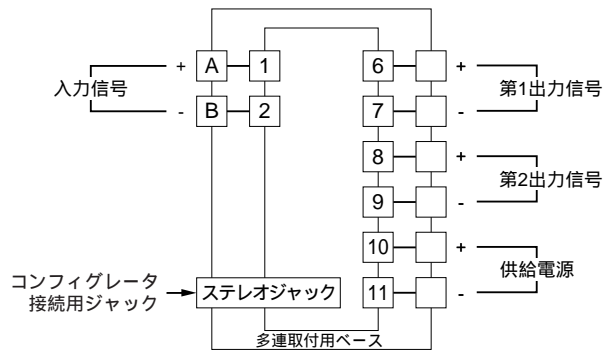 + A 1 6 +
入力信号 第1出力信号
- B 2 7 -
8 +
第2出力信号
9 -
10 +
コンフィグレータ 供給電源
接続用ジャック ステレオジャック 11 -
多連取付用ベース